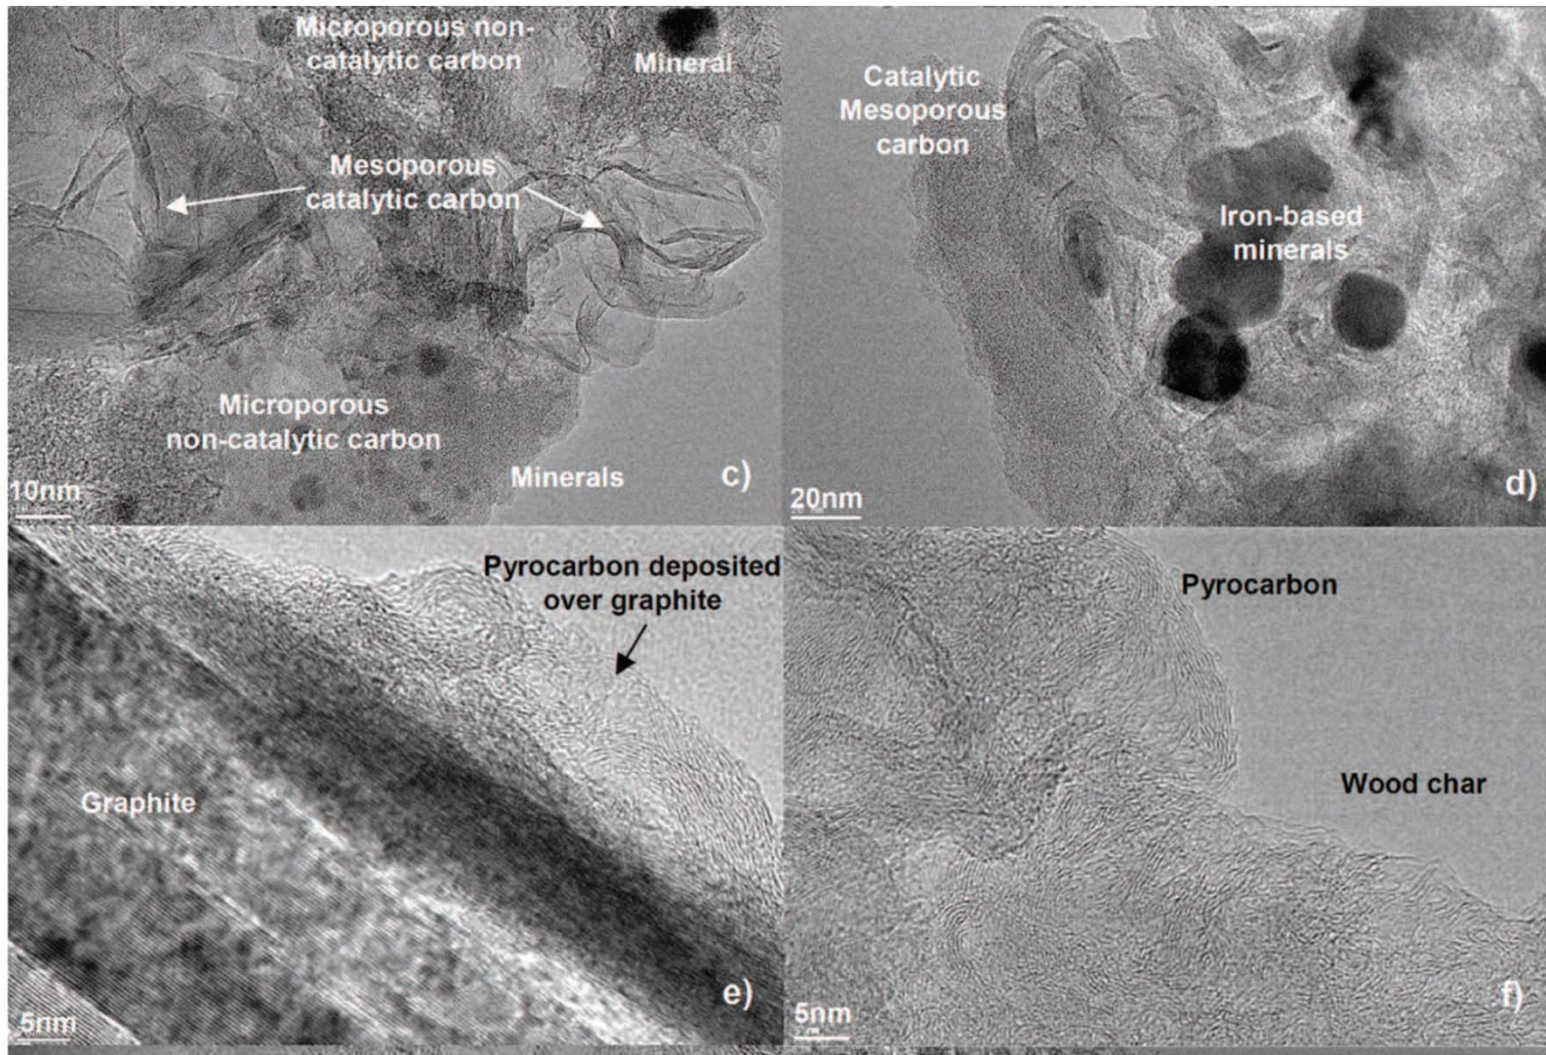 Microporous non-
catalytic carbon
Mineral
Mesoporous
catalytic carbon
Microporous
non-catalytic carbon
Minerals
c)
10nm
Catalytic
Mesoporous
carbon
Iron-based
minerals
d)
20nm
Pyrocarbon deposited
over graphite
Graphite
e)
5nm
Pyrocarbon
Wood char
f)
5nm